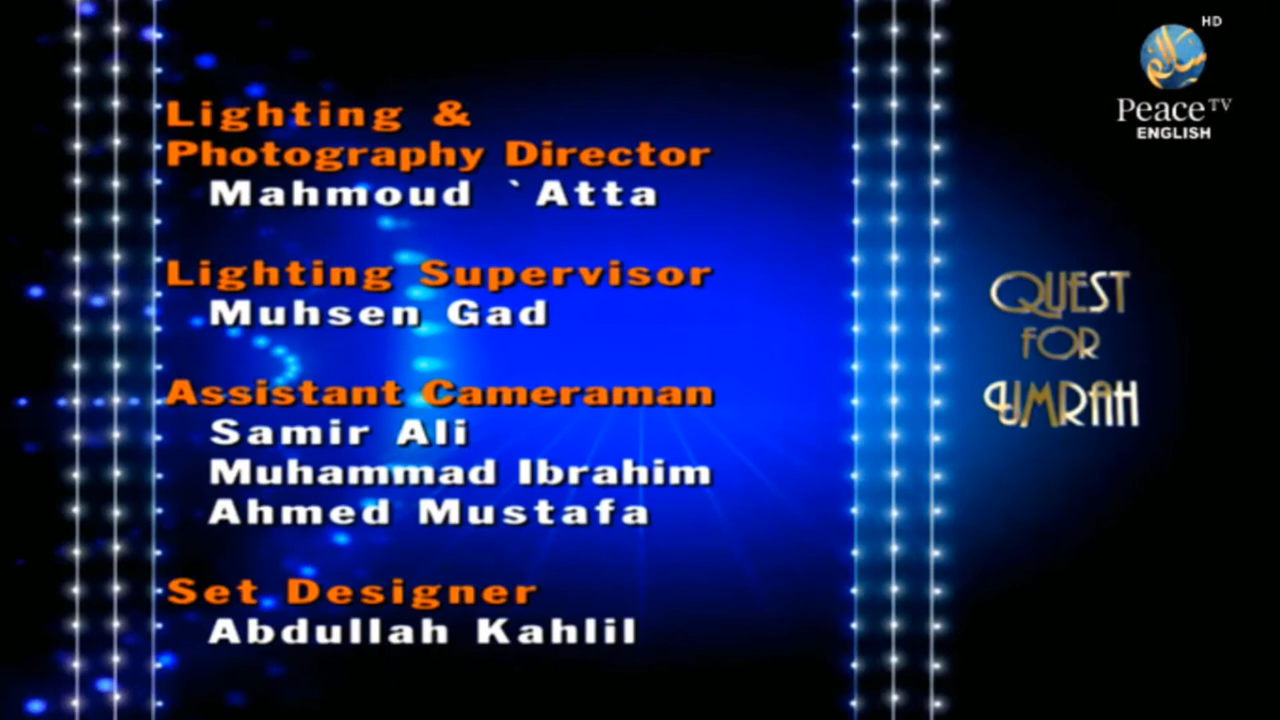 Lighting &
Photography Director
Mahmoud `Atta
Lighting Supervisor
Muhsen Gad
Assistant Cameraman
Samir Ali
Muhammad Ibrahim
Ahmed Mustafa
Set Designer
Abdullah Kahlil
HD
سلام
Peace TV
ENGLISH
QUEST
FOR
UMRAH